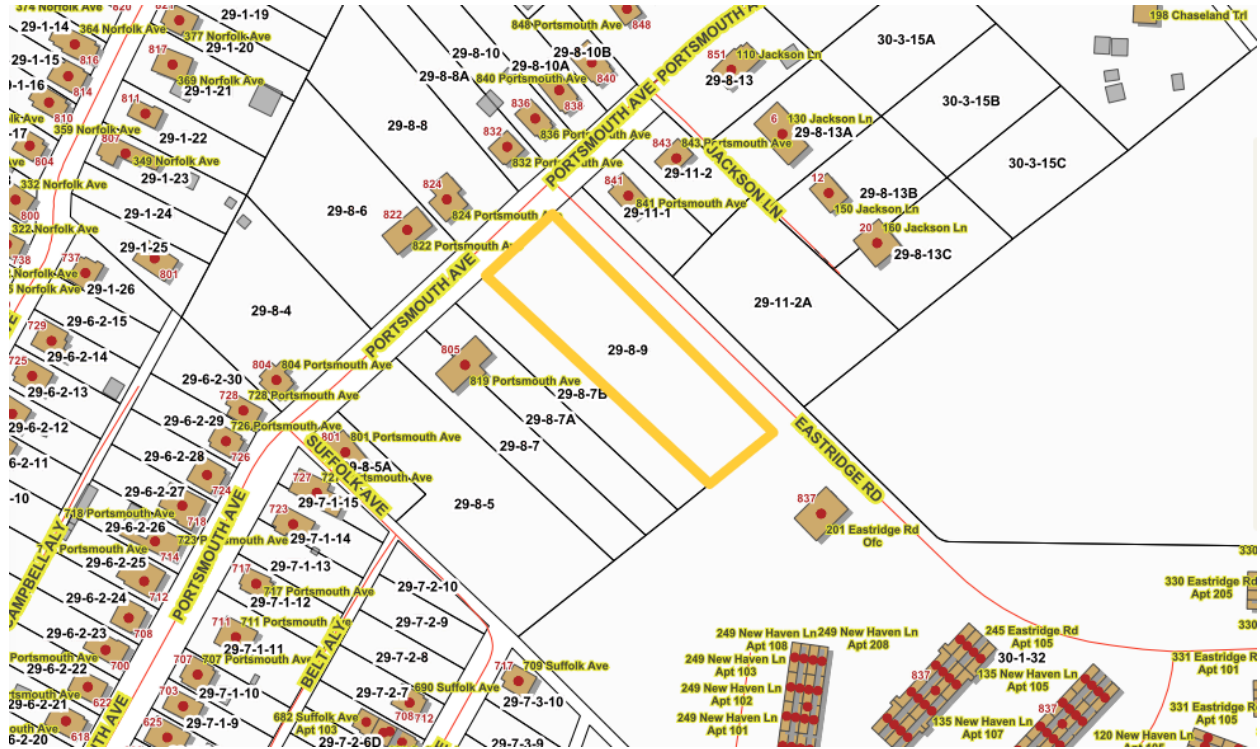 374 Norfolk Ave
820
821
29-1-19
848 Portsmouth Ave
848
198 Chaseland Trl
29-1-14
364 Norfolk Ave
377 Norfolk Ave
29-1-20
817
816
29-1-15
369 Norfolk Ave
29-1-21
814
29-8-10
29-8-10B
29-8-10A
840
29-8-8A
840 Portsmouth Ave
838
PORTSMOUTH AVE
851
110 Jackson Ln
29-8-13
30-3-15A
30-3-15B
30-3-15C
810
811
359 Norfolk Ave
807
29-1-22
29-8-8
836
836 Portsmouth Ave
832
832 Portsmouth Ave
PORTSMOUTH AVE
843
843 Portsmouth Ave
29-11-2
JACKSON LN
6
130 Jackson Ln
29-8-13A
804
349 Norfolk Ave
29-1-23
332 Norfolk Ave
800
29-1-24
322 Norfolk Ave
29-8-6
824
824 Portsmouth Ave
822
822 Portsmouth Ave
841
841 Portsmouth Ave
29-11-1
12
29-8-13B
150 Jackson Ln
20
160 Jackson Ln
29-8-13C
738
737
29-1-25
801
Norfolk Ave
Norfolk Ave
29-1-26
29-6-2-15
729
29-6-2-14
725
29-6-2-13
29-8-4
PORTSMOUTH AVE
29-11-2A
29-8-9
805
819 Portsmouth Ave
29-8-7B
29-8-7A
29-8-7
804
804 Portsmouth Ave
29-6-2-30
728
728 Portsmouth Ave
29-6-2-29
726 Portsmouth Ave
726
29-6-2-12
29-6-2-28
724
801
801 Portsmouth Ave
29-8-5A
SUFFOLK AVE
727
29-7-1-15
29-8-5
EASTRIDGE RD
837
201 Eastridge Rd
Ofc
29-6-2-27
718 Portsmouth Ave
718
29-6-2-26
714
723
29-7-1-14
29-6-2-25
712
29-6-2-24
708
CAMPBELL ALY
PORTSMOUTH AVE
29-7-1-13
717
717 Portsmouth Ave
29-7-1-12
711
711 Portsmouth Ave
29-7-1-11
BELT ALY
29-7-2-10
29-7-2-9
29-7-2-8
29-6-2-23
700
29-6-2-22
622
29-6-2-21
618
707
707 Portsmouth Ave
29-7-1-10
703
29-7-1-9
625
29-7-2-7
690 Suffolk Ave
708
712
682 Suffolk Ave
Apt 103
29-7-2-6D
717
709 Suffolk Ave
29-7-3-10
29-7-3-9
249 New Haven Ln
Apt 108
249 New Haven Ln
Apt 208
249 New Haven Ln
Apt 103
249 New Haven Ln
Apt 102
249 New Haven Ln
Apt 101
245 Eastridge Rd
Apt 105
30-1-32
837
135 New Haven Ln
Apt 105
135 New Haven Ln
Apt 107
837
330 Eastridge Rd
Apt 205
331 Eastridge R
Apt 101
331 Eastridge R
Apt 105
120 New Haven Ln